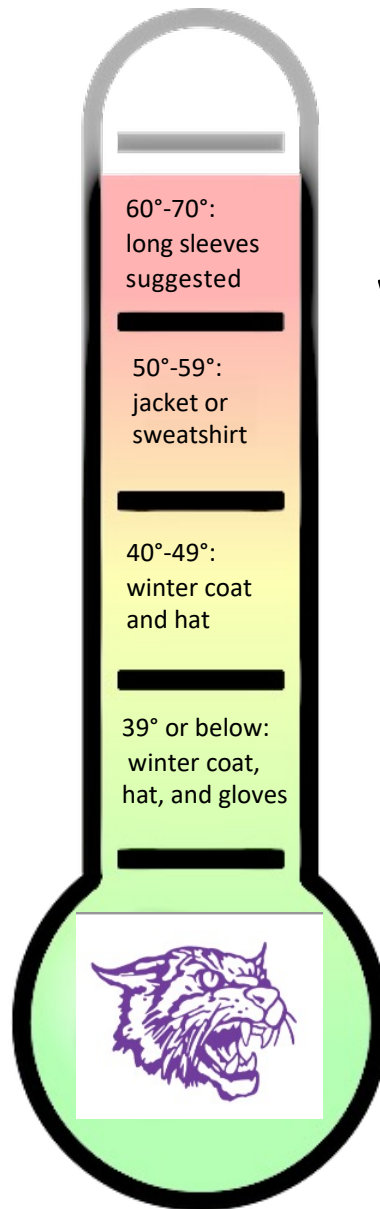 60°-70°:
long sleeves
suggested
50°-59°:
jacket or
sweatshirt
40°-49°:
winter coat
and hat
39° or below:
winter coat,
hat, and gloves